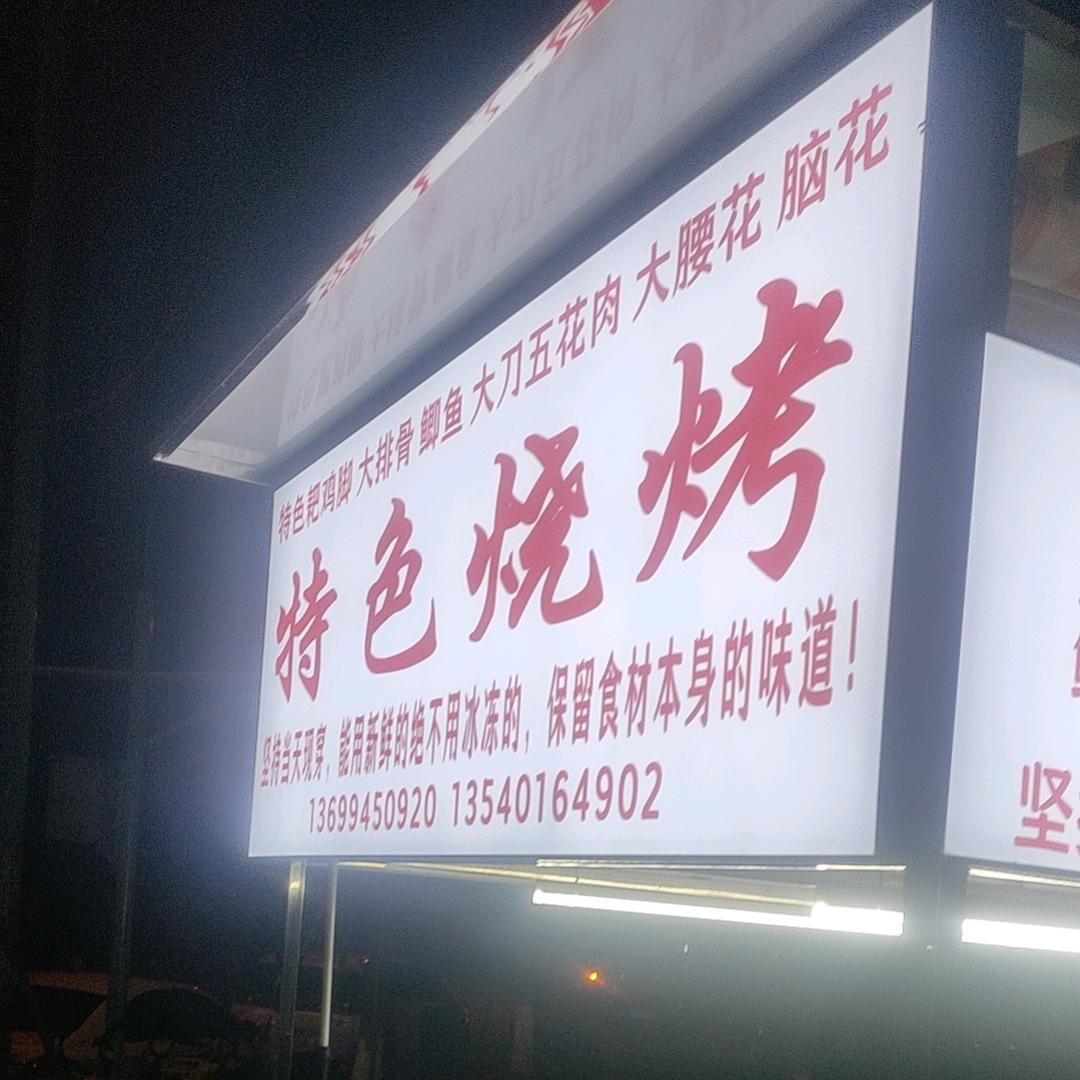 特色耙鸡脚 大排骨 鲫鱼 大刀五花肉 大腰花 脑花
特色烧烤
坚持当天现穿，能用新鲜的绝不用冰冻的，保留食材本身的味道！
13699450920 13540164902
坚